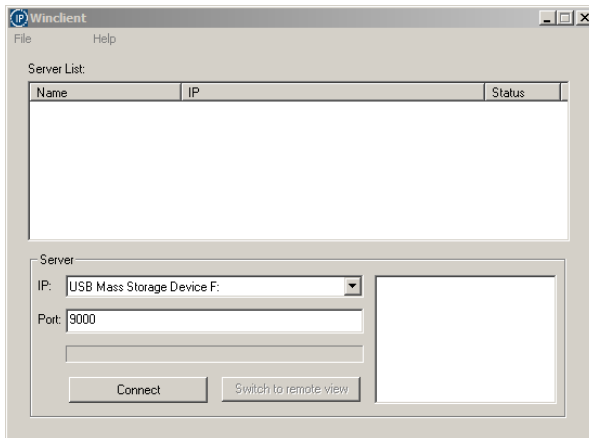 IP Winclient
File Help
Server List:
Name IP Status
Server
IP: USB Mass Storage Device F:
Port: 9000
Connect Switch to remote view